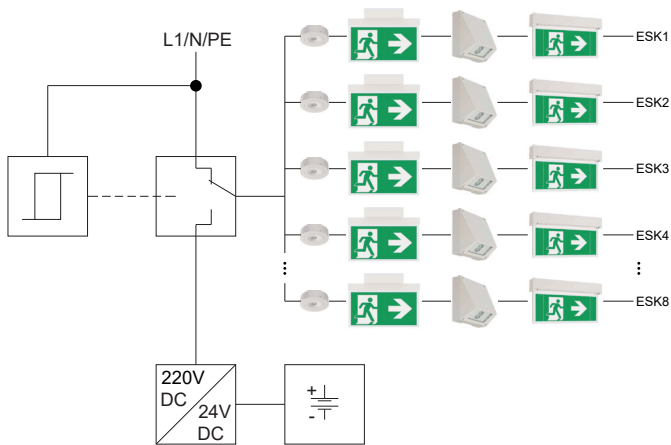 L1/N/PE
ESK1
ESK2
ESK3
ESK4
ESK8
220V
DC
24V
DC
+
-